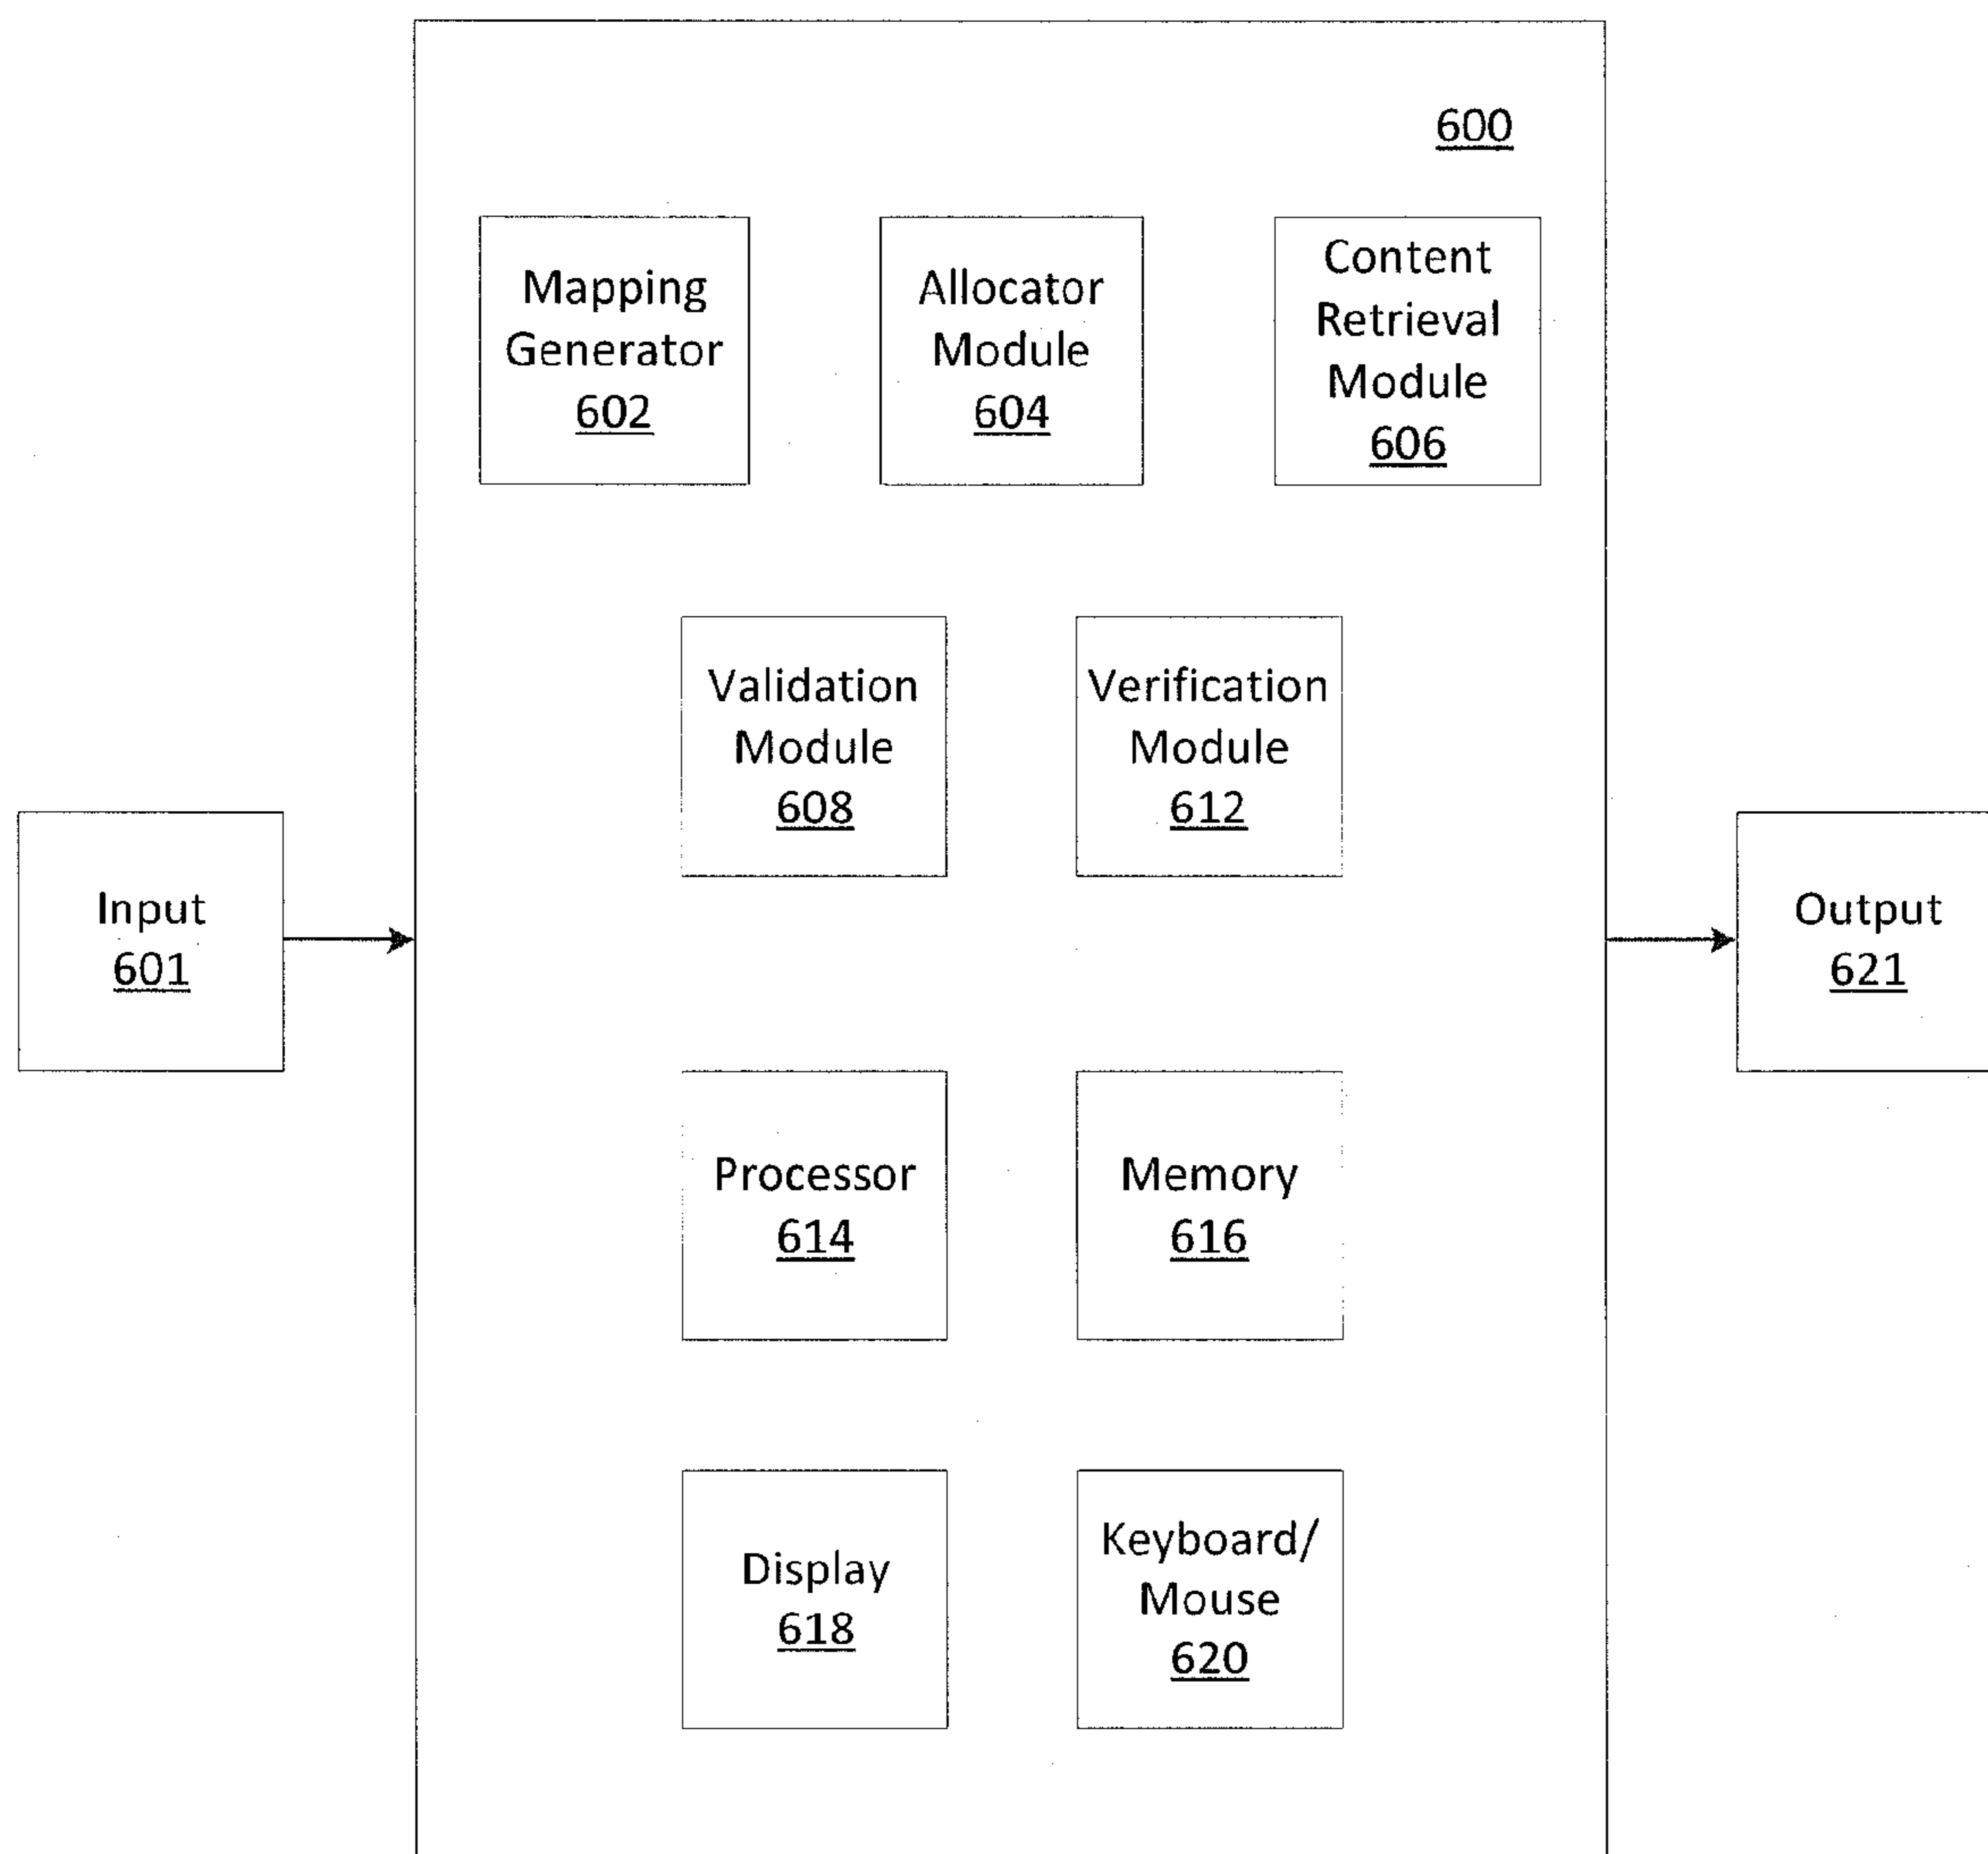 600
Mapping
Generator
602
Allocator
Module
604
Content
Retrieval
Module
606
Validation
Module
608
Verification
Module
612
Input
601
Output
621
Processor
614
Memory
616
Display
618
Keyboard/
Mouse
620